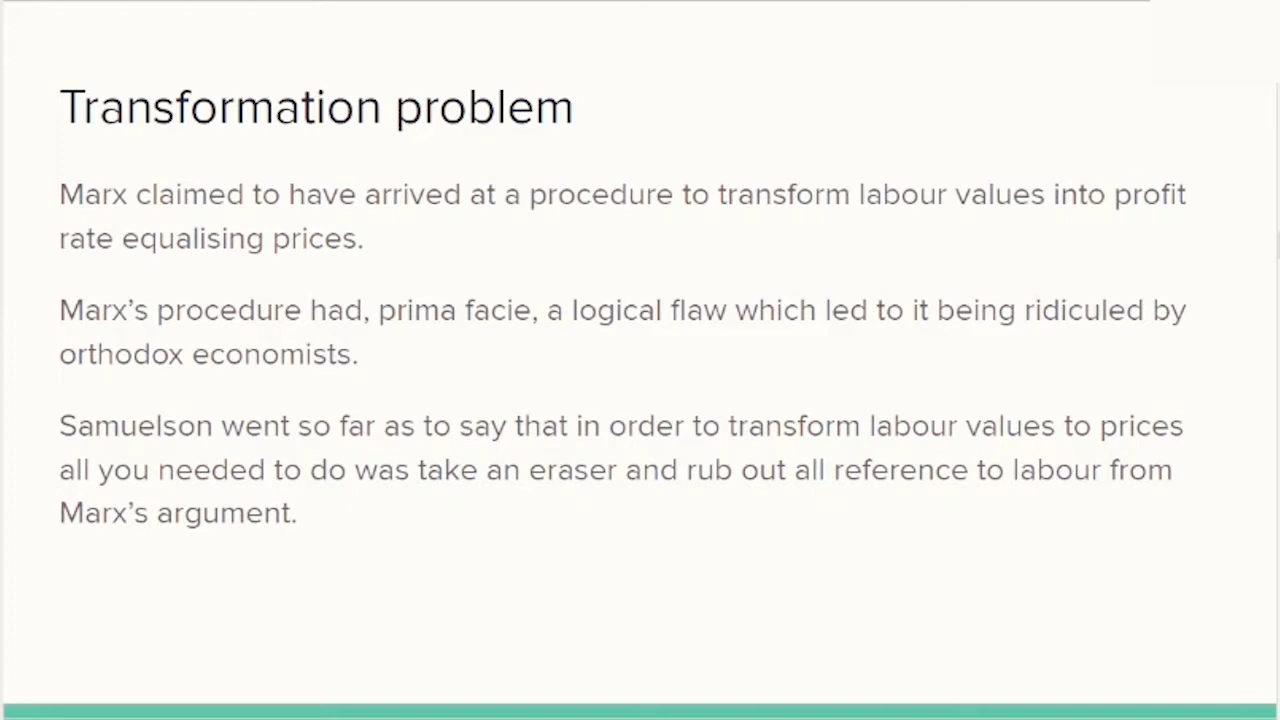 Transformation problem
Marx claimed to have arrived at a procedure to transform labour values into profit
rate equalising prices.
Marx’s procedure had, prima facie, a logical flaw which led to it being ridiculed by
orthodox economists.
Samuelson went so far as to say that in order to transform labour values to prices
all you needed to do was take an eraser and rub out all reference to labour from
Marx’s argument.